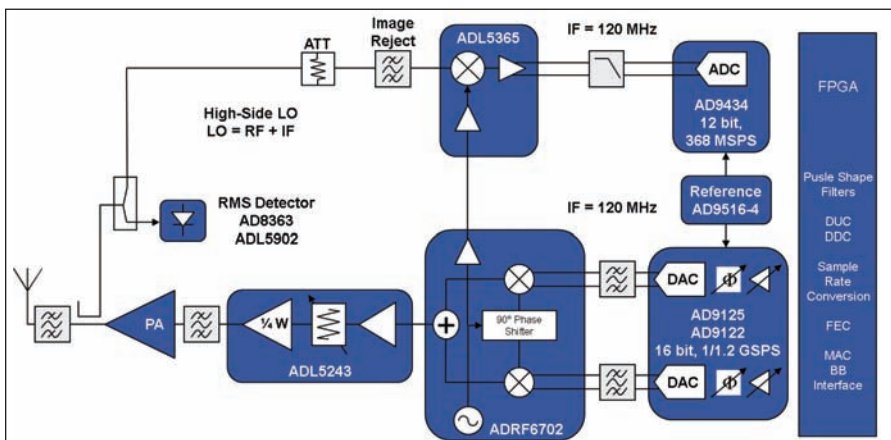 Image
Reject
ATT
ADL5365
IF = 120 MHz
ADC
AD9434
12 bit,
368 MSPS
FPGA
High-Side LO
LO = RF + IF
RMS Detector
AD8363
ADL5902
Reference
AD9516-4
IF = 120 MHz
Pusle Shape
Filters
DUC
DDC
Sample
Rate
Conversion
FEC
MAC
BB
Interface
PA
¼ W
ADL5243
+
90° Phase
Shifter
ADRF6702
DAC
Φ
AD9125
AD9122
16 bit, 1/1.2 GSPS
DAC
Φ